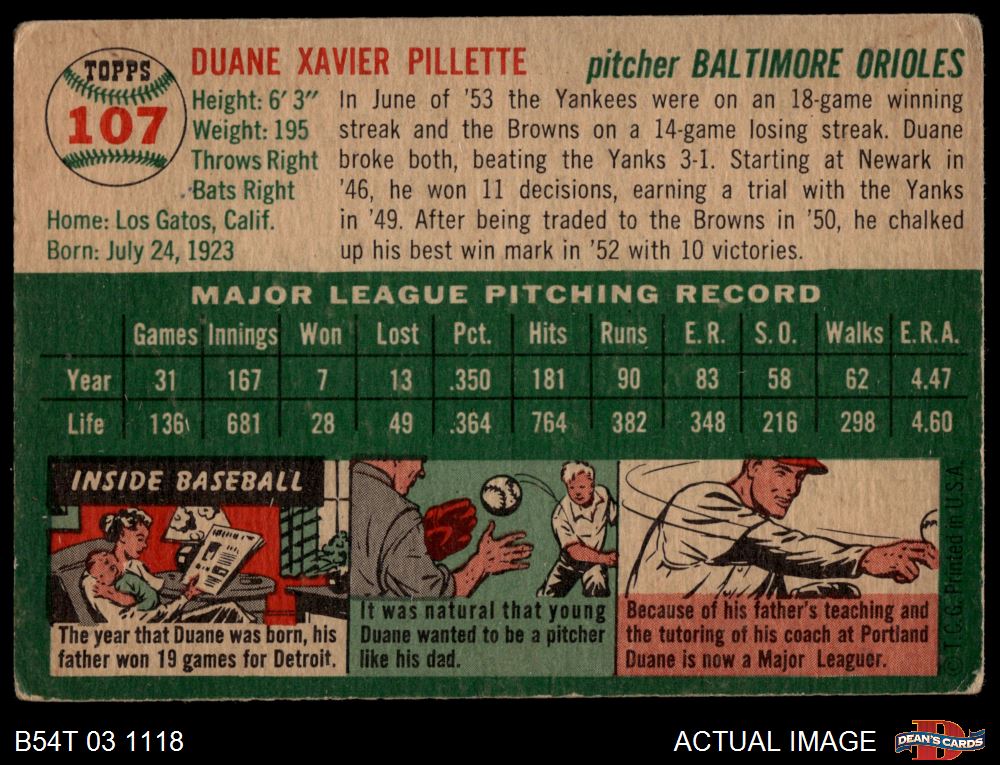 TOPPS
107
DUANE XAVIER PILLETTE
pitcher BALTIMORE ORIOLES
Height: 6' 3"
Weight: 195
Throws Right
Bats Right
Home: Los Gatos, Calif.
Born: July 24, 1923
In June of '53 the Yankees were on an 18-game winning
streak and the Browns on a 14-game losing streak. Duane
broke both, beating the Yanks 3-1. Starting at Newark in
'46, he won 11 decisions, earning a trial with the Yanks
in '49. After being traded to the Browns in '50, he chalked
up his best win mark in '52 with 10 victories.
MAJOR LEAGUE PITCHING RECORD
Games Innings Won Lost Pct. Hits Runs E.R. S.O. Walks E.R.A.
Year 31 167 7 13 .350 181 90 83 58 62 4.47
Life 136 681 28 49 .364 764 382 348 216 298 4.60
INSIDE BASEBALL
The year that Duane was born, his
father won 19 games for Detroit.
It was natural that young
Duane wanted to be a pitcher
like his dad.
Because of his father's teaching and
the tutoring of his coach at Portland
Duane is now a Major Leaguer.
© T.C.G. Printed in U.S.A.
B54T 03 1118
ACTUAL IMAGE
DEAN'S CARDS